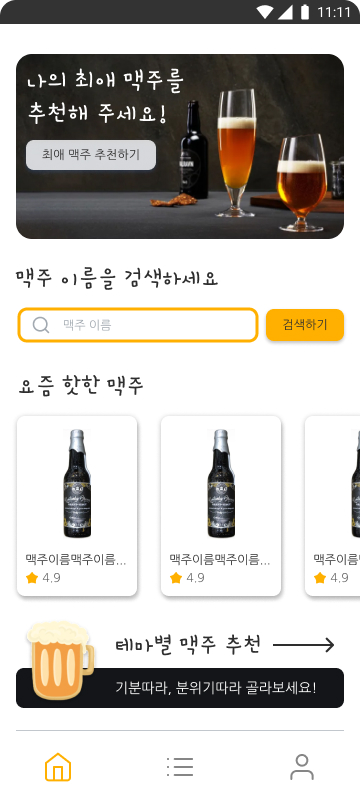 11:11
나의 최애 맥주를
추천해 주세요!
최애 맥주 추천하기
맥주 이름을 검색하세요
맥주 이름
검색하기
요즘 핫한 맥주
맥주이름맥주이름...
맥주이름맥주이름...
맥주이름
4.9
4.9
4.9
테마별 맥주 추천
기분따라, 분위기따라 골라보세요!